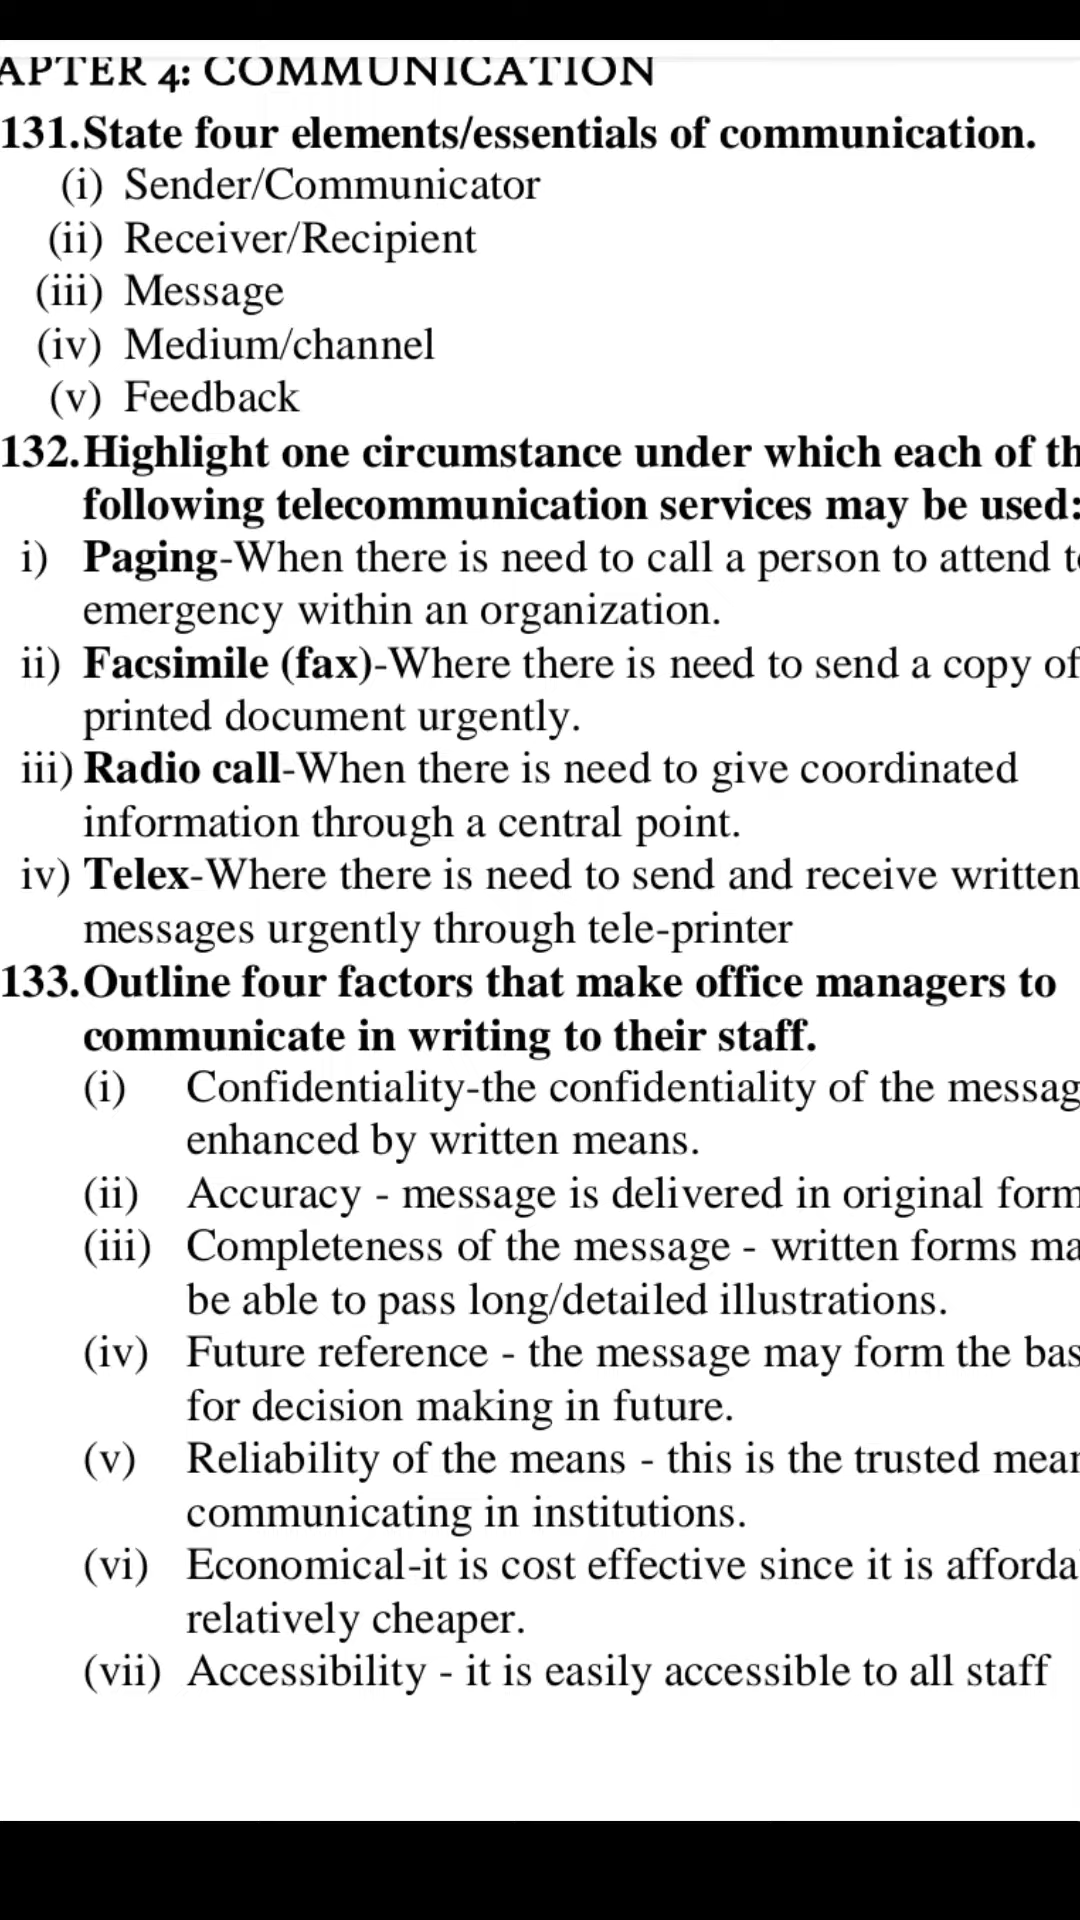 APTER 4: COMMUNICATION
131.State four elements/essentials of communication.
(i) Sender/Communicator
(ii) Receiver/Recipient
(iii) Message
(iv) Medium/channel
(v) Feedback
132.Highlight one circumstance under which each of th
following telecommunication services may be used:
i) Paging-When there is need to call a person to attend t
emergency within an organization.
ii) Facsimile (fax)-Where there is need to send a copy of
printed document urgently.
iii) Radio call-When there is need to give coordinated
information through a central point.
iv) Telex-Where there is need to send and receive written
messages urgently through tele-printer
133.Outline four factors that make office managers to
communicate in writing to their staff.
(i) Confidentiality-the confidentiality of the messag
enhanced by written means.
(ii) Accuracy - message is delivered in original form
(iii) Completeness of the message - written forms ma
be able to pass long/detailed illustrations.
(iv) Future reference - the message may form the bas
for decision making in future.
(v) Reliability of the means - this is the trusted mea
communicating in institutions.
(vi) Economical-it is cost effective since it is afforda
relatively cheaper.
(vii) Accessibility - it is easily accessible to all staff